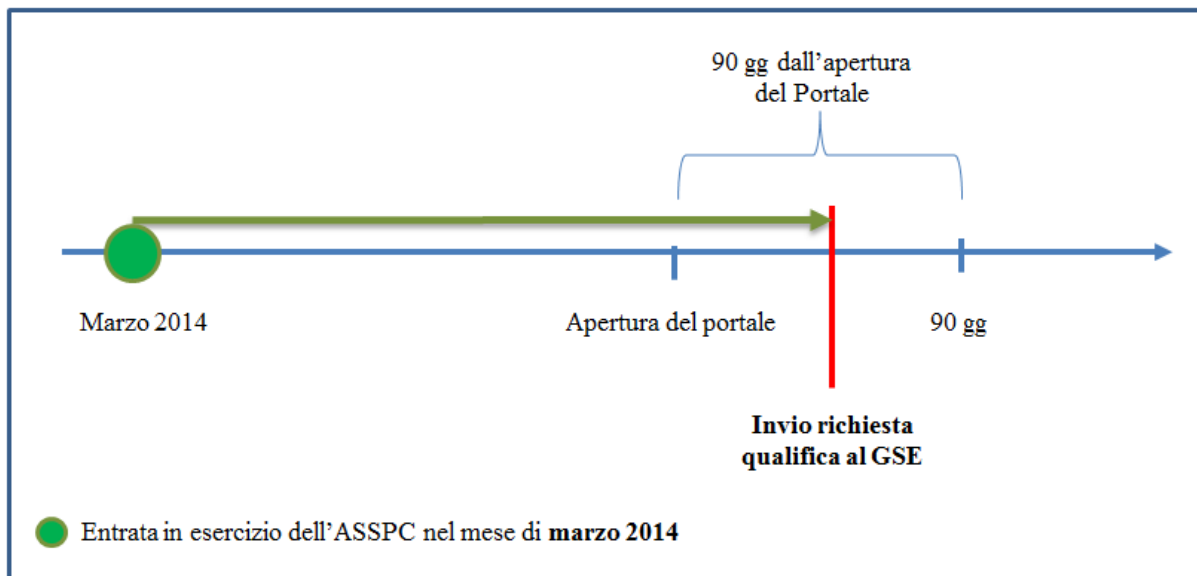 90 gg dall’apertura
del Portale
Marzo 2014
Apertura del portale
90 gg
Invio richiesta
qualifica al GSE
Entrata in esercizio dell’ASSPC nel mese di marzo 2014